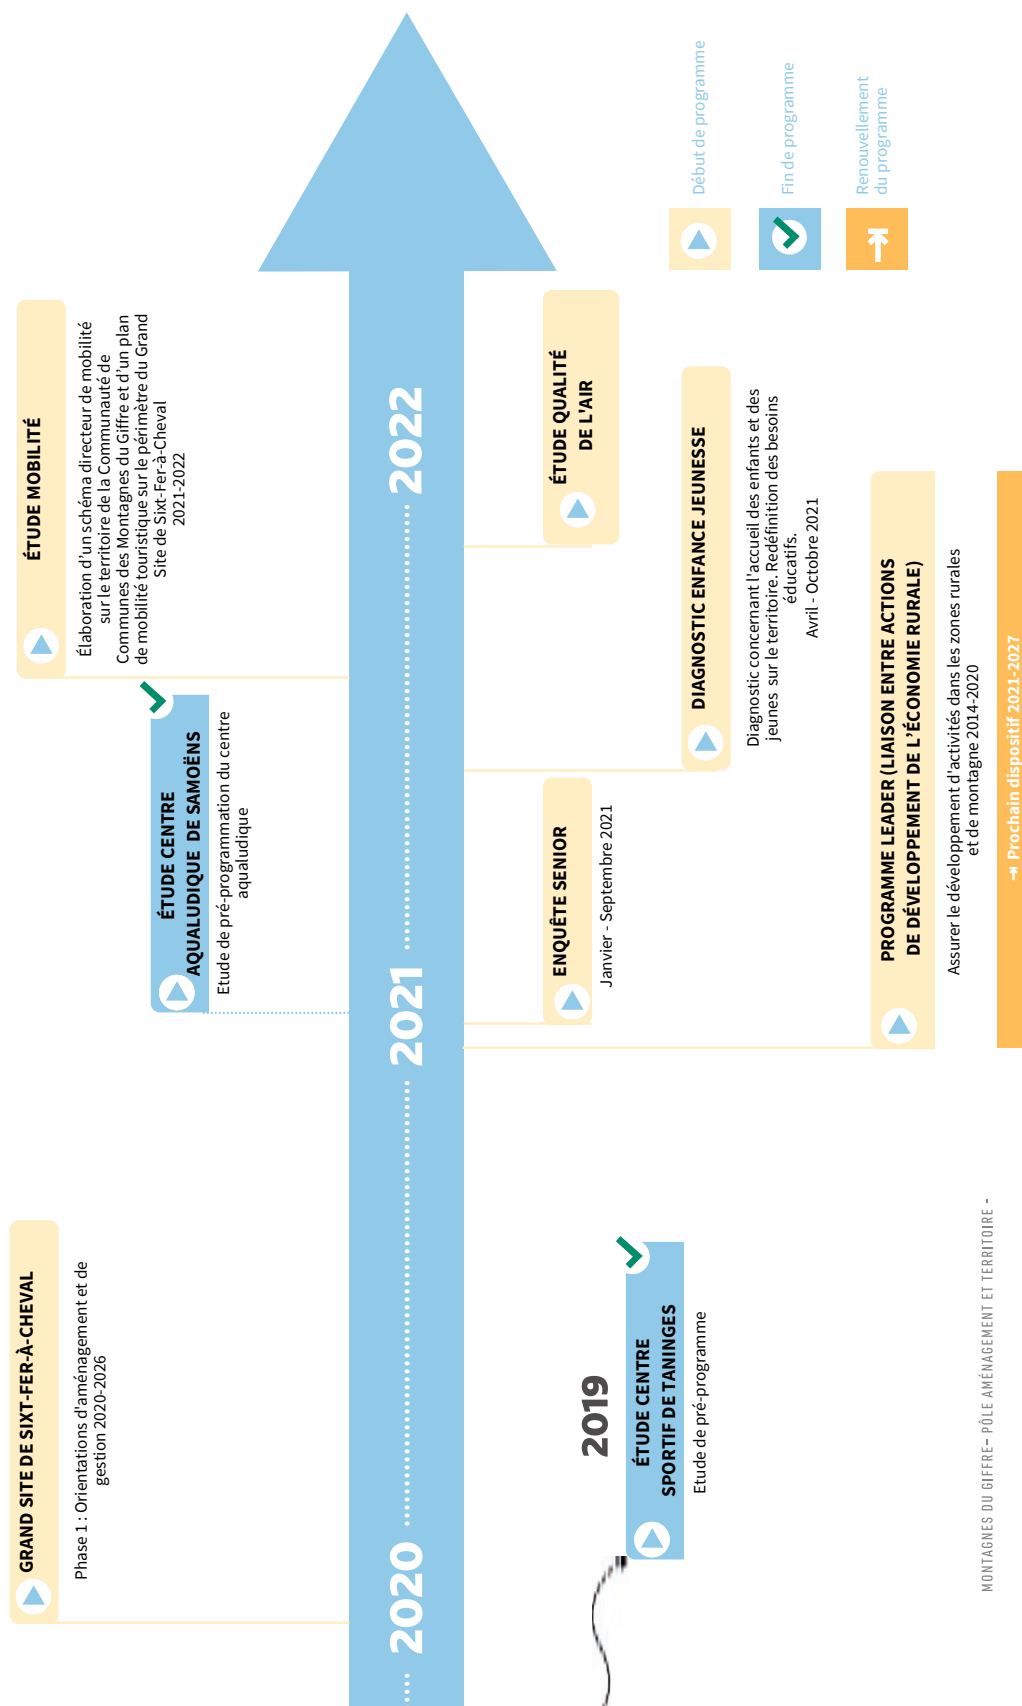 GRAND SITE DE SIXT-FER-À-CHEVAL
Phase 1 : Orientations d'aménagement et de
gestion 2020-2026
ÉTUDE CENTRE
AQUALUDIQUE DE SAMOËNS
Etude de pré-programmation du centre
aqualudique
ÉTUDE MOBILITÉ
Élaboration d'un schéma directeur de mobilité
sur le territoire de la Communauté de
Communes des Montagnes du Giffre et d'un plan
de mobilité touristique sur le périmètre du Grand
Site de Sixt-Fer-à-Cheval
2021-2022
2020
2021
2022
2019
ÉTUDE CENTRE
SPORTIF DE TANINGES
Etude de pré-programme
ENQUÊTE SENIOR
Janvier - Septembre 2021
ÉTUDE QUALITÉ
DE L'AIR
DIAGNOSTIC ENFANCE JEUNESSE
Diagnostic concernant l'accueil des enfants et des
jeunes sur le territoire. Redéfinition des besoins
éducatifs.
Avril - Octobre 2021
PROGRAMME LEADER (LIAISON ENTRE ACTIONS
DE DÉVELOPPEMENT DE L'ÉCONOMIE RURALE)
Assurer le développement d'activités dans les zones rurales
et de montagne 2014-2020
Prochain dispositif 2021-2027
Début de programme
Fin de programme
Renouvellement
du programme
MONTAGNES DU GIFFRE– PÔLE AMÉNAGEMENT ET TERRITOIRE -